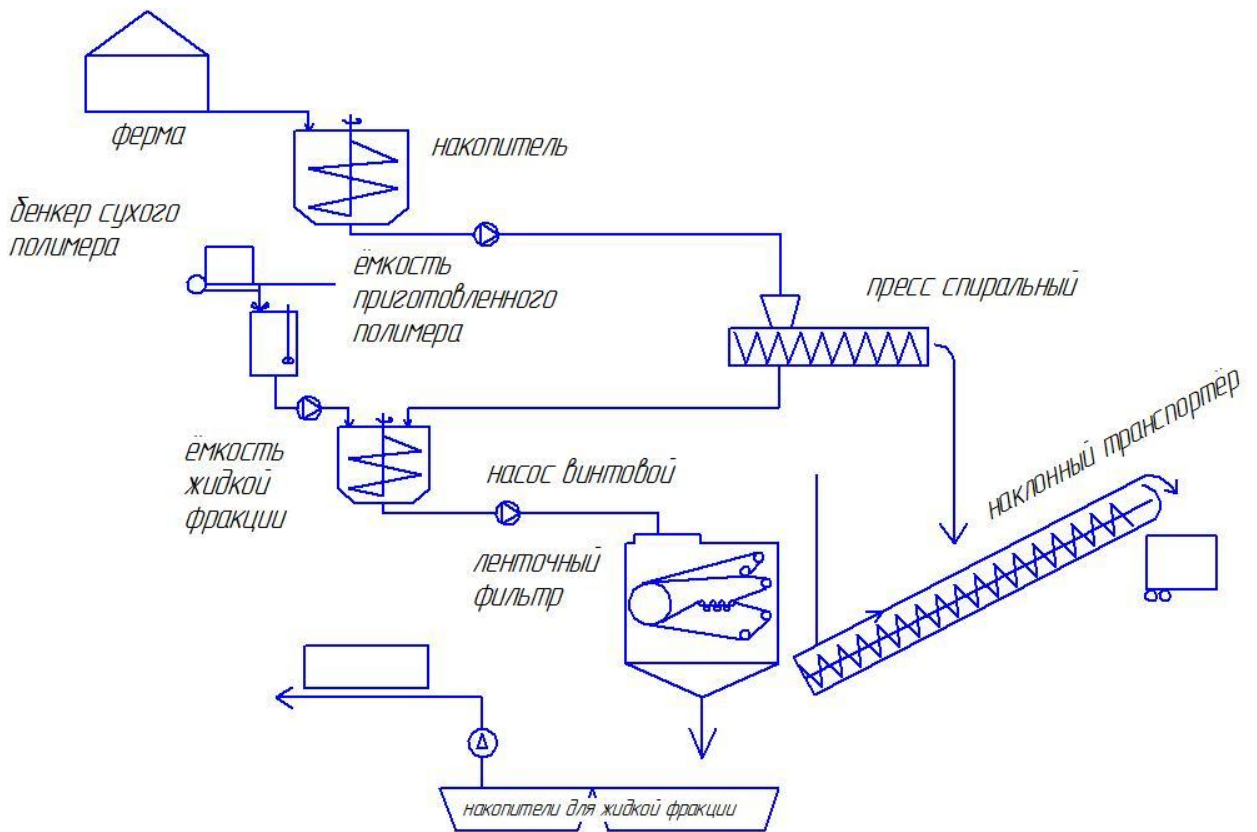 ферма
накопитель
бенкер сухого
полимера
ёмкость
приготовленного
полимера
пресс спиральный
ёмкость
жидкой
фракции
насос винтовой
ленточный
фильтр
наклонный транспортёр
накопители для жидкой фракции